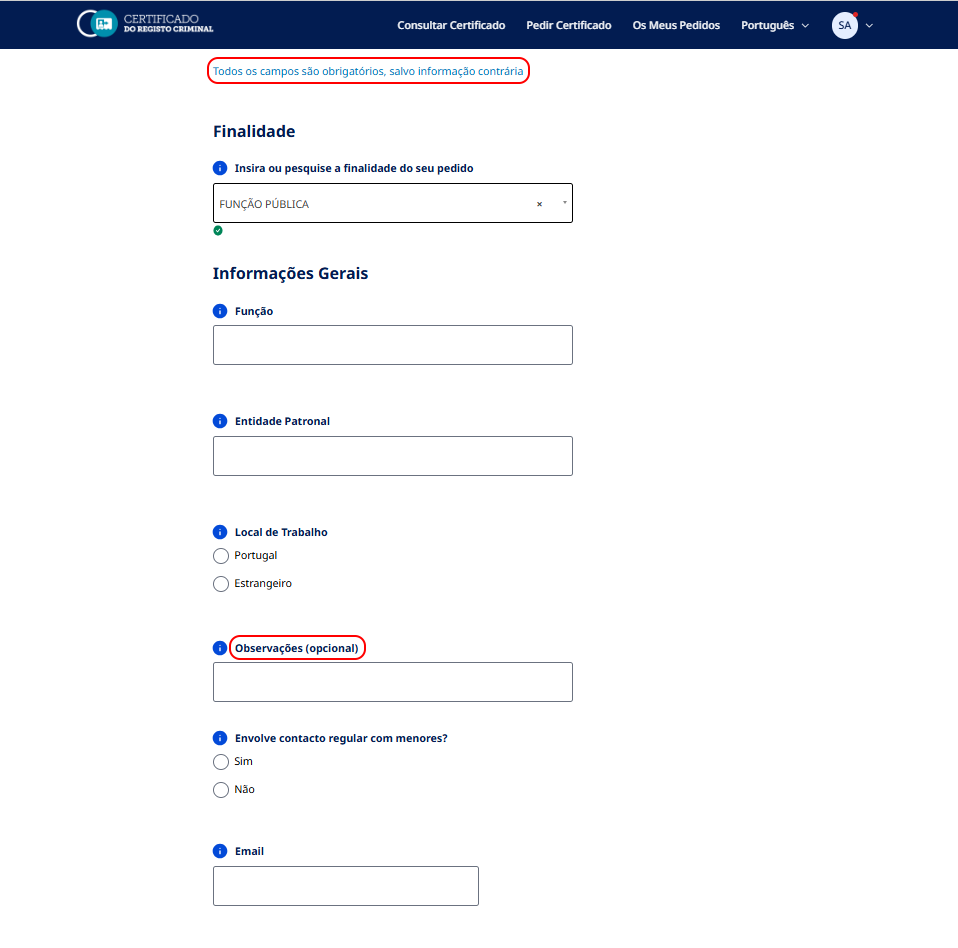 CERTIFICADO
DO REGISTO CRIMINAL
Consultar Certificado Pedir Certificado Os Meus Pedidos Português SA
Todos os campos são obrigatórios, salvo informação contrária
Finalidade
Insira ou pesquise a finalidade do seu pedido
FUNÇÃO PÚBLICA ×
Informações Gerais
Função
Entidade Patronal
Local de Trabalho
Portugal
Estrangeiro
Observações (opcional)
Envolve contacto regular com menores?
Sim
Não
Email